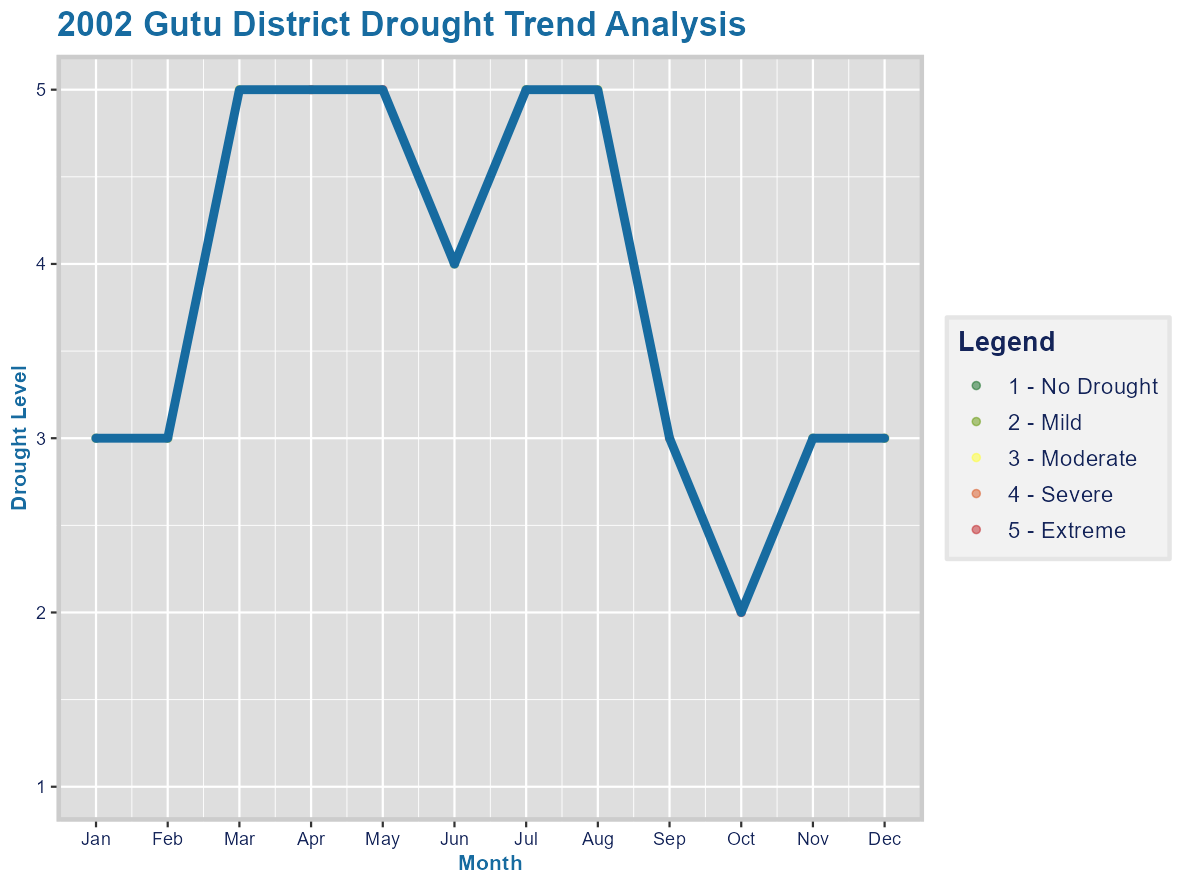 2002 Gutu District Drought Trend Analysis
Drought Level
5
4
3
2
1
Jan Feb Mar Apr May Jun Jul Aug Sep Oct Nov Dec
Month
Legend
1 - No Drought
2 - Mild
3 - Moderate
4 - Severe
5 - Extreme